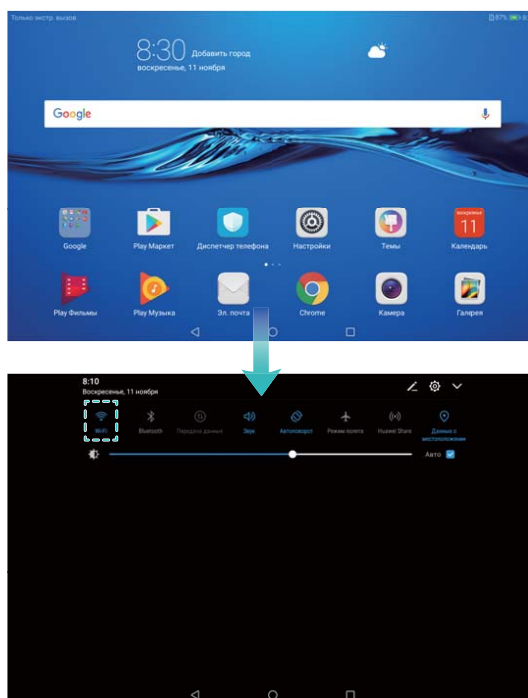 Только экстр. вызов
87%
8:30 Добавить город
воскресенье, 11 ноября
Google
воскресенье
11
Google
Play Маркет
Диспетчер телефона
Настройки
Темы
Календарь
Play Фильмы
Play Музыка
Эл. почта
Chrome
Камера
Галерея
8:10
Воскресенье, 11 ноября
Wi-Fi
Bluetooth
Передача данных
Звук
Автоповорот
Режим полета
Huawei Share
Данные о
местоположении
Авто